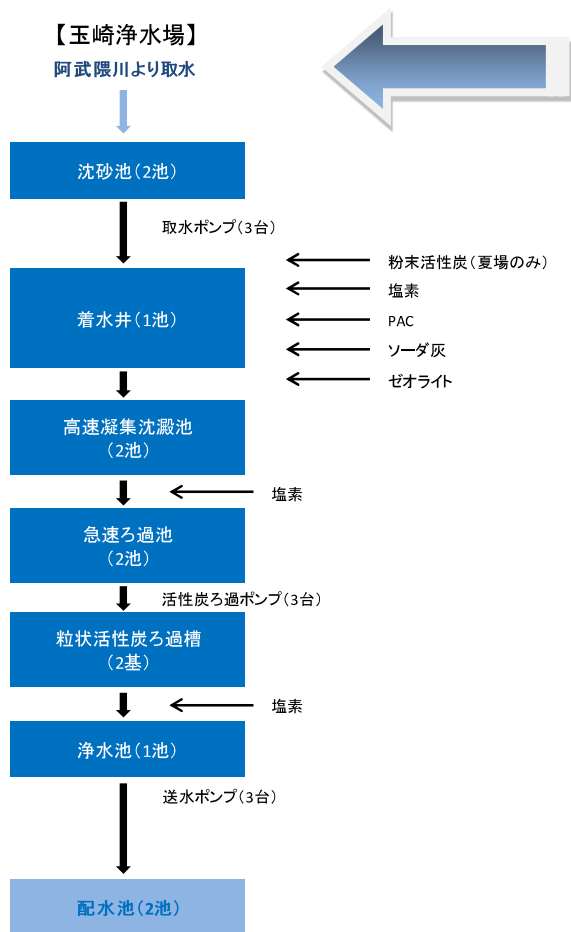 【玉崎浄水場】
阿武隈川より取水
沈砂池（2池）
取水ポンプ（3台）
粉末活性炭（夏場のみ）
塩素
着水井（1池）
PAC
ソーダ灰
ゼオライト
高速凝集沈澱池
（2池）
塩素
急速ろ過池
（2池）
活性炭ろ過ポンプ（3台）
粒状活性炭ろ過槽
（2基）
塩素
浄水池（1池）
送水ポンプ（3台）
配水池（2池）